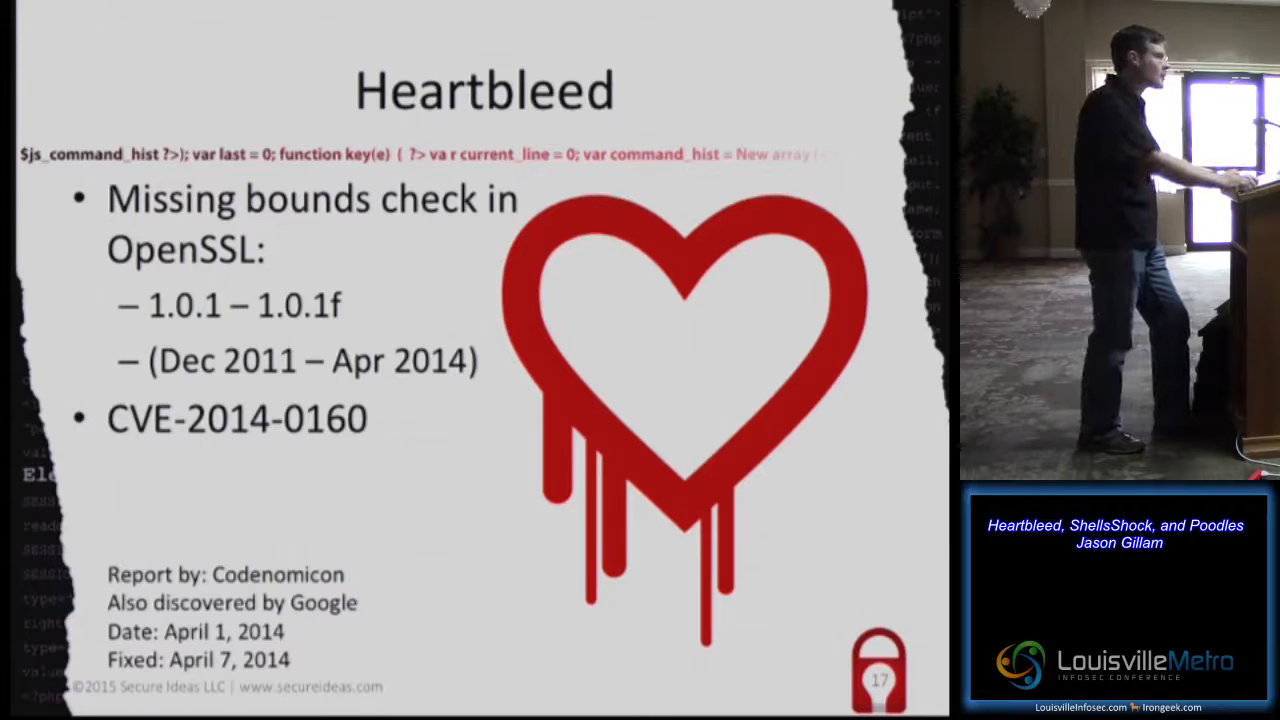 Heartbleed
$js_command_hist ?>); var last = 0; function key(e) { ?> va r current_line = 0; var command_hist = New array (
• Missing bounds check in
OpenSSL:
– 1.0.1 – 1.0.1f
– (Dec 2011 – Apr 2014)
• CVE-2014-0160
Report by: Codenomicon
Also discovered by Google
Date: April 1, 2014
Fixed: April 7, 2014
©2015 Secure Ideas LLC | www.secureideas.com
17
Heartbleed, ShellsShock, and Poodles
Jason Gillam
LouisvilleMetro
INFOSEC CONFERENCE
LouisvilleInfosec.com Irongeek.com